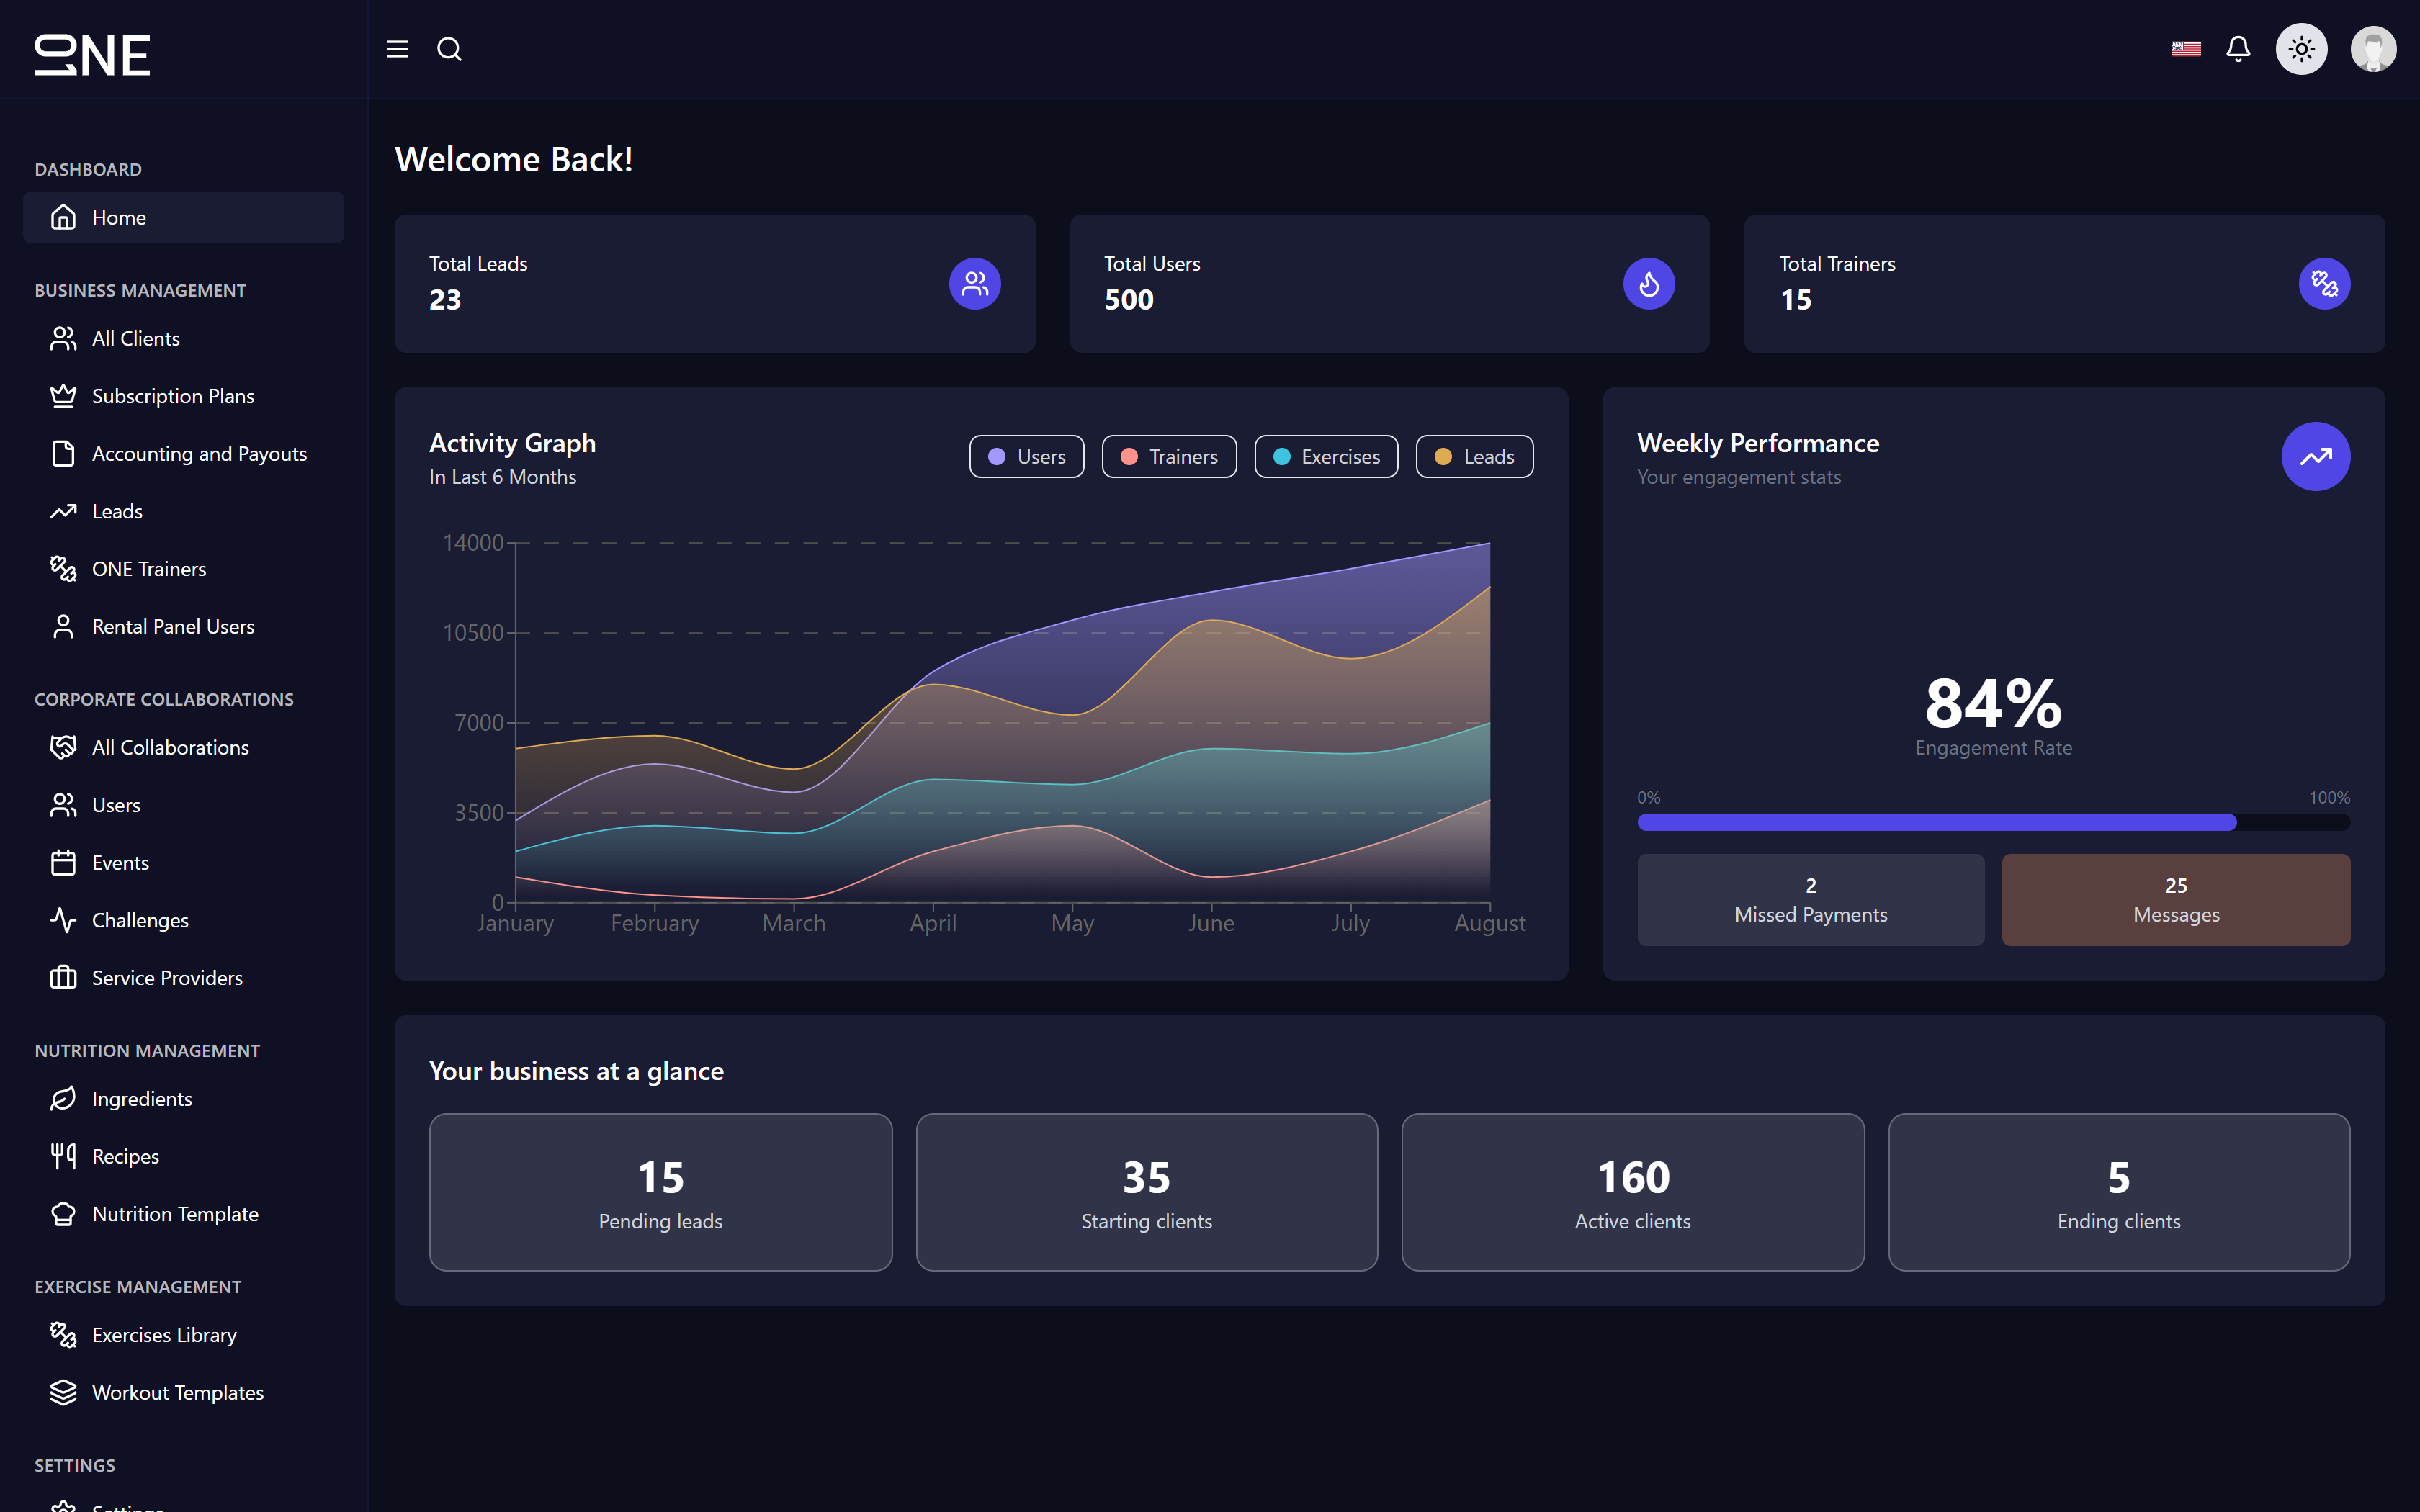 ONE
DASHBOARD
Home
BUSINESS MANAGEMENT
All Clients
Subscription Plans
Accounting and Payouts
Leads
ONE Trainers
Rental Panel Users
CORPORATE COLLABORATIONS
All Collaborations
Users
Events
Challenges
Service Providers
NUTRITION MANAGEMENT
Ingredients
Recipes
Nutrition Template
EXERCISE MANAGEMENT
Exercises Library
Workout Templates
SETTINGS
Settings
Welcome Back!
Total Leads
23
Total Users
500
Total Trainers
15
Activity Graph
In Last 6 Months
Users
Trainers
Exercises
Leads
14000
10500
7000
3500
0
January February March April May June July August
Weekly Performance
Your engagement stats
84%
Engagement Rate
0% 100%
2
Missed Payments
25
Messages
Your business at a glance
15
Pending leads
35
Starting clients
160
Active clients
5
Ending clients